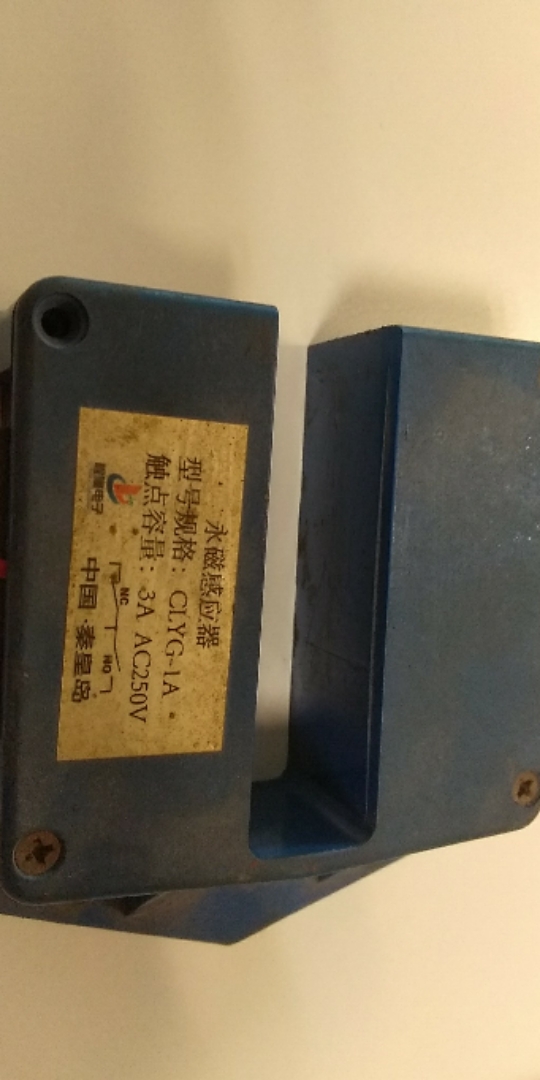 永磁感应器
型号规格：CLYG-1A
触点容量：3A AC250V
NC
NO
中国·秦皇岛